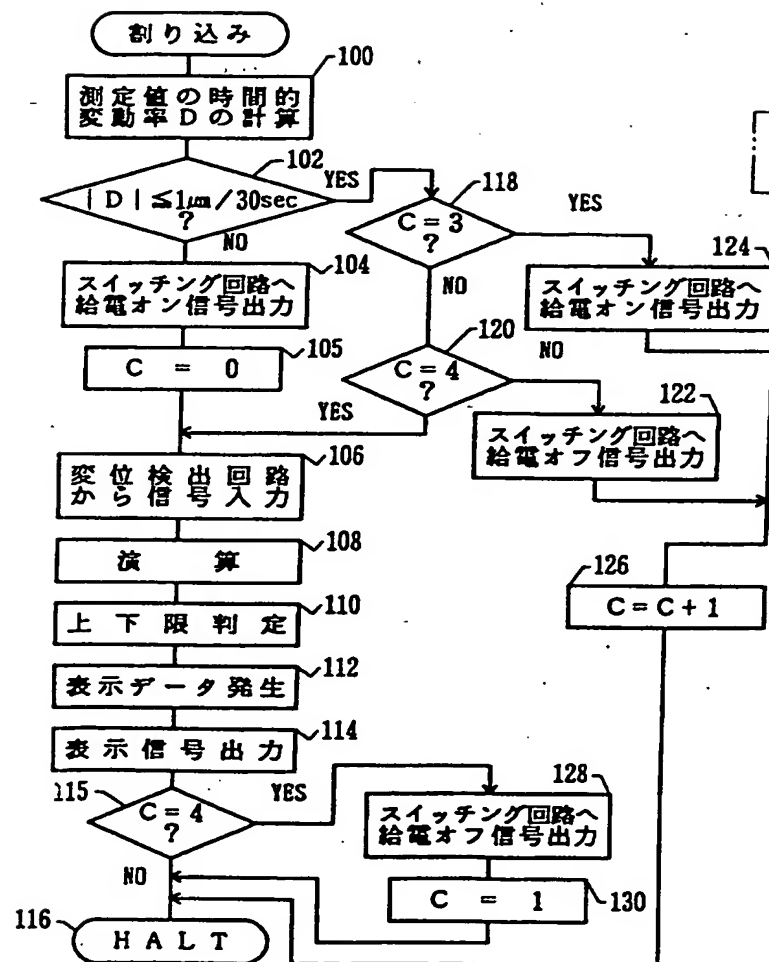 割り込み
100
測定値の時間的
変動率Dの計算
102
|D|≦1μm/30sec
?
YES
NO
118
C=3
?
YES
NO
104
スイッチング回路へ
給電オン信号出力
124
スイッチング回路へ
給電オン信号出力
105
C = 0
120
C=4
?
NO
YES
122
スイッチング回路へ
給電オフ信号出力
106
変位検出回路
から信号入力
108
演算
126
C=C+1
110
上下限判定
112
表示データ発生
114
表示信号出力
115
C=4
?
YES
NO
128
スイッチング回路へ
給電オフ信号出力
130
C = 1
116
HALT